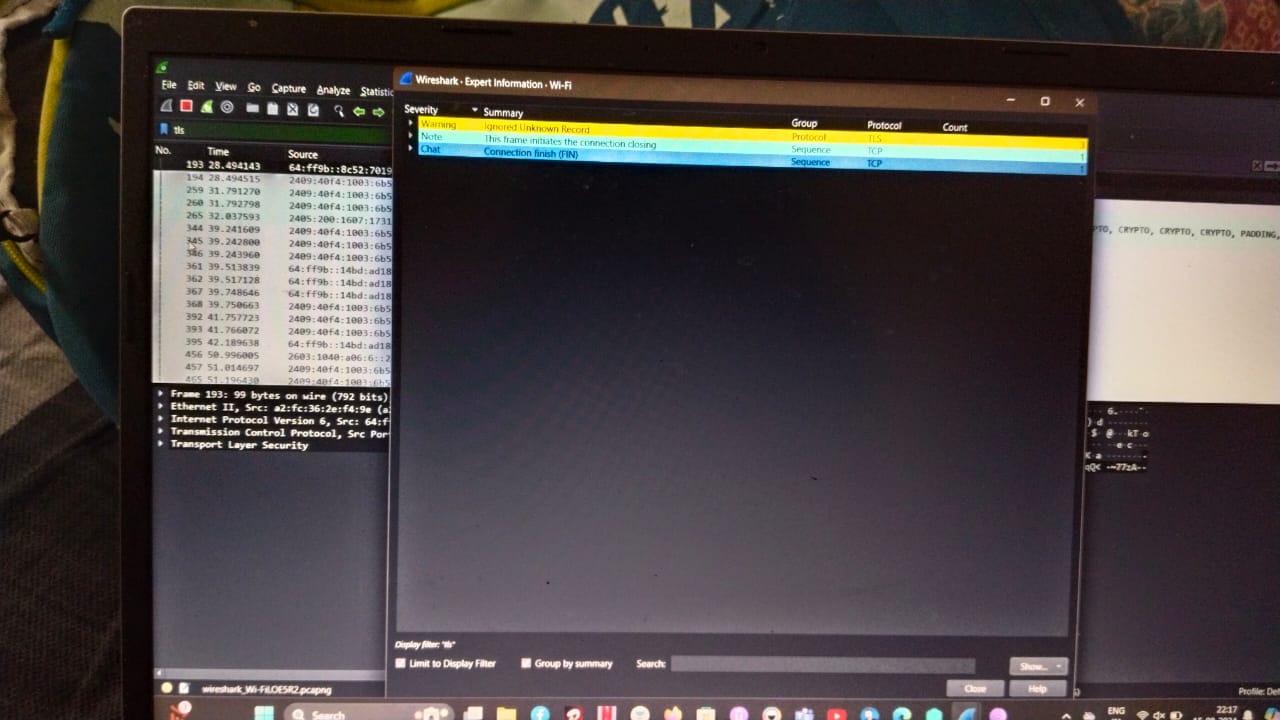 Wireshark · Expert Information · Wi-Fi
File Edit View Go Capture Analyze Statistic
tls
No. Time Source
193 28.494143 64:ff9b::8c52:7019
194 28.494515 2409:40f4:1003:6b5
259 31.791270 2409:40f4:1003:6b5
260 31.792798 2409:40f4:1003:6b5
265 32.037593 2405:200:1607:1731
344 39.241609 2409:40f4:1003:6b5
345 39.242800 2409:40f4:1003:6b5
346 39.243960 2409:40f4:1003:6b5
361 39.513839 64:ff9b::14bd:ad18
362 39.517128 64:ff9b::14bd:ad18
367 39.748646 64:ff9b::14bd:ad18
368 39.750663 2409:40f4:1003:6b5
392 41.757723 2409:40f4:1003:6b5
393 41.766072 2409:40f4:1003:6b5
395 42.189638 64:ff9b::14bd:ad18
456 50.996005 2603:1040:a06:6::2
457 51.014697 2409:40f4:1003:6b5
465 51.196430 2409:40f4:1003:6b5
Frame 193: 99 bytes on wire (792 bits)
Ethernet II, Src: a2:fc:36:2e:f4:9e (a
Internet Protocol Version 6, Src: 64:f
Transmission Control Protocol, Src Por
Transport Layer Security
Severity Summary Group Protocol Count
Warning Ignored Unknown Record Protocol TLS 3
Note This frame initiates the connection closing Sequence TCP 1
Chat Connection finish (FIN) Sequence TCP 1
PTO, CRYPTO, CRYPTO, CRYPTO, PADDING,
Display filter: "tls"
Limit to Display Filter Group by summary Search: Show...
Close Help
wireshark_Wi-FiLOE5R2.pcapng
Profile: Def
Search ENG 22:17